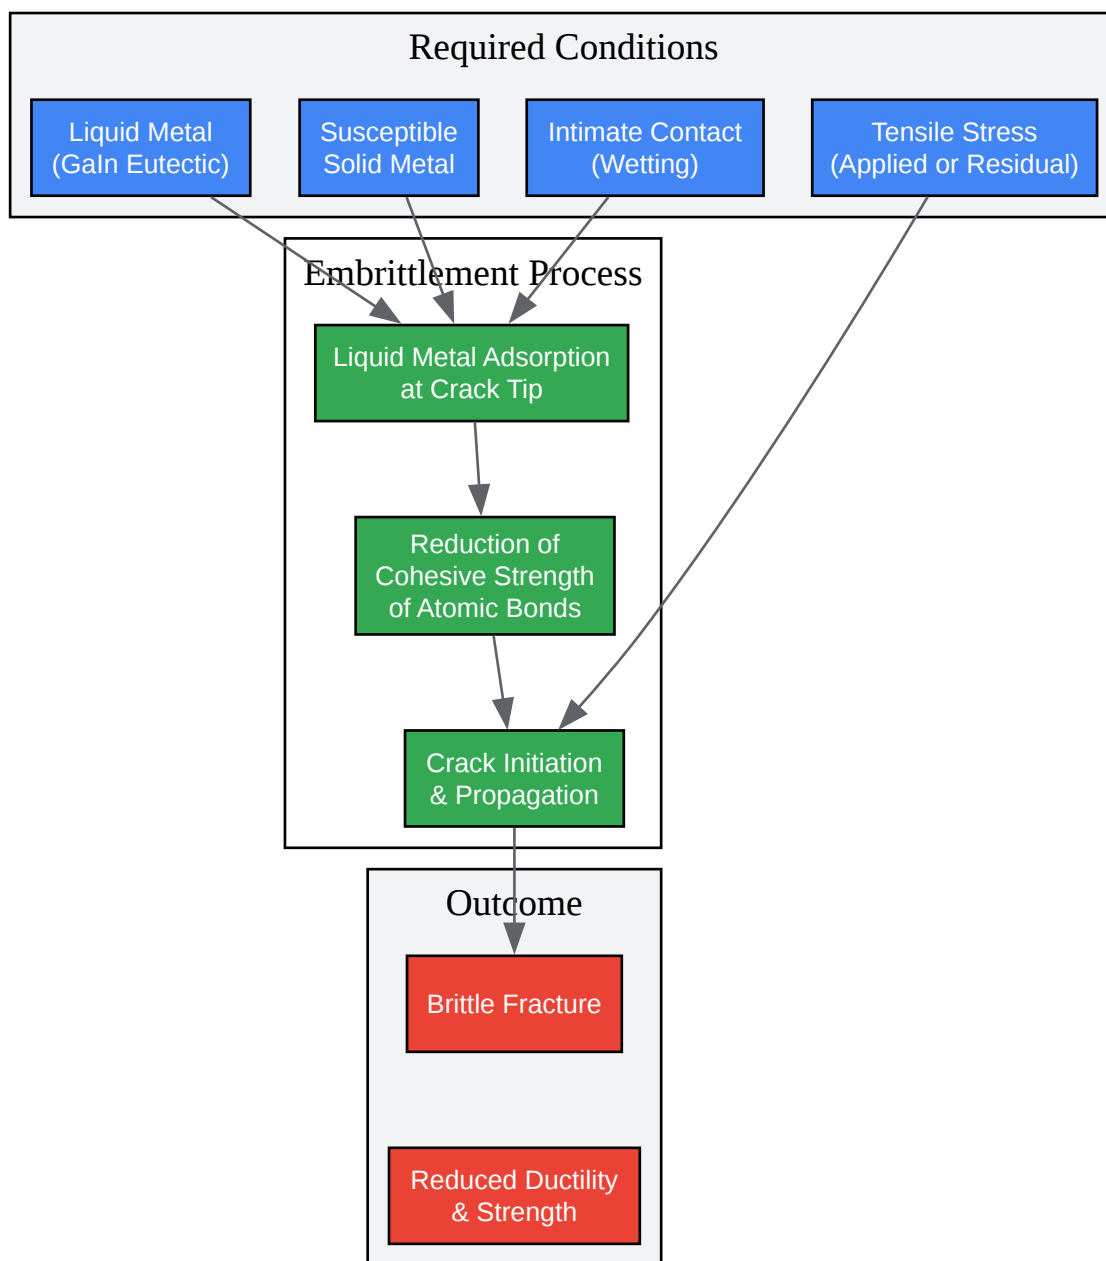 Required Conditions
Liquid Metal
(GaIn Eutectic)
Susceptible
Solid Metal
Intimate Contact
(Wetting)
Tensile Stress
(Applied or Residual)
Embrittlement Process
Liquid Metal Adsorption
at Crack Tip
Reduction of
Cohesive Strength
of Atomic Bonds
Crack Initiation
& Propagation
Outcome
Brittle Fracture
Reduced Ductility
& Strength